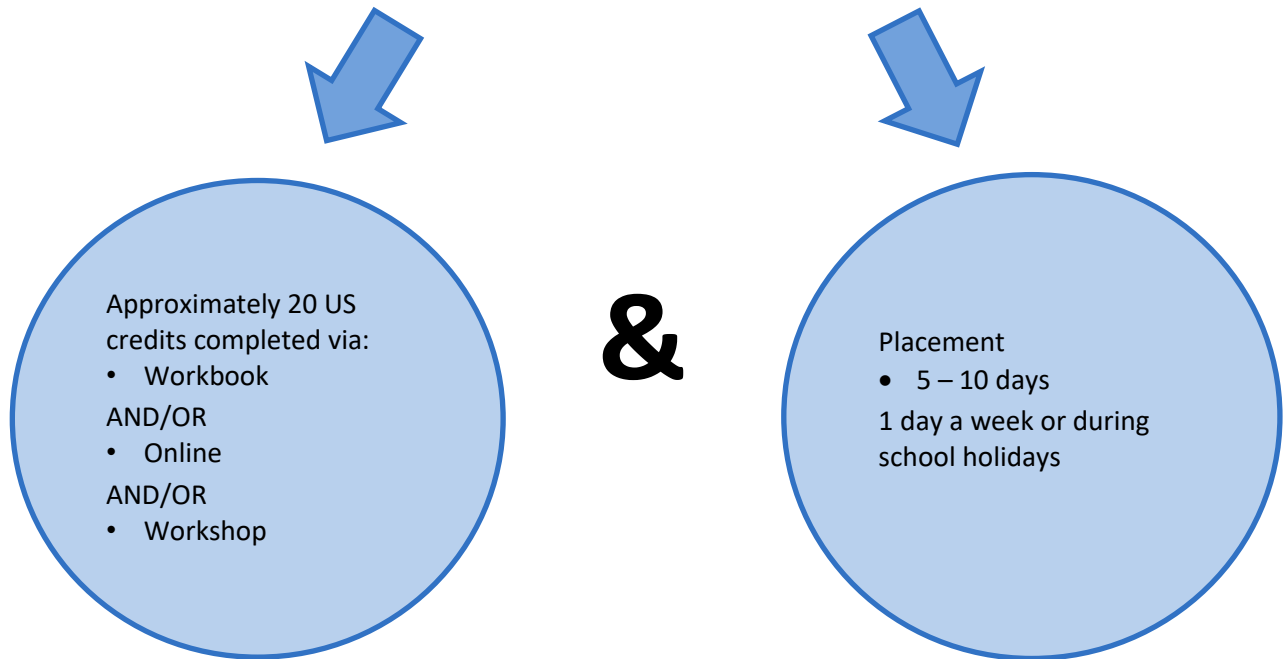 Approximately 20 US
credits completed via:
• Workbook
AND/OR
• Online
AND/OR
• Workshop
&
Placement
• 5 – 10 days
1 day a week or during
school holidays